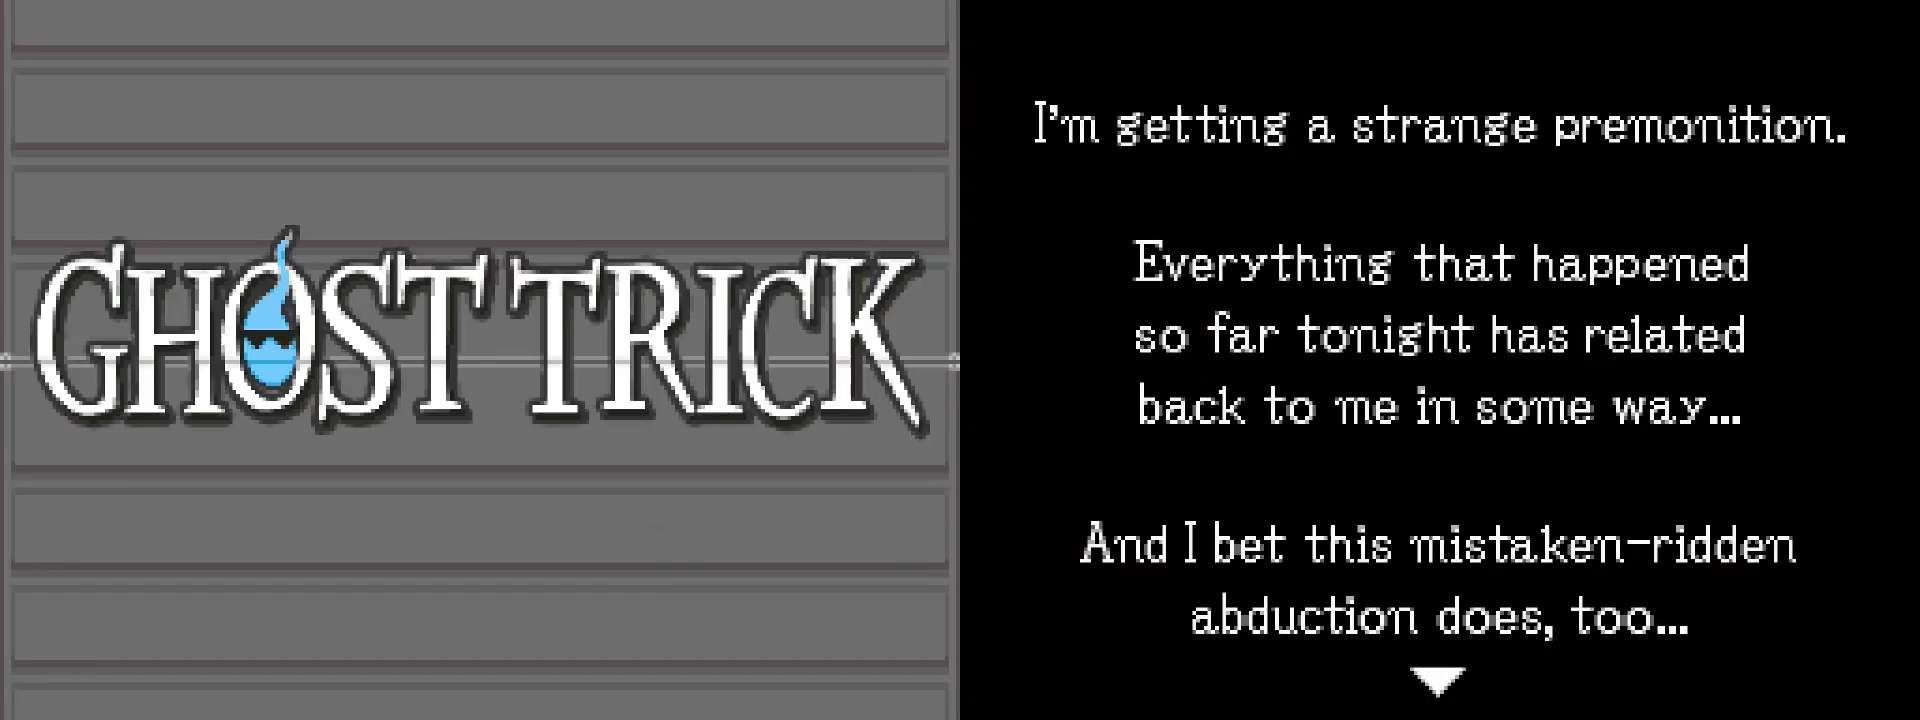 GHOST TRICK
I'm getting a strange premonition.
Everything that happened
so far tonight has related
back to me in some way...
And I bet this mistaken-ridden
abduction does, too...